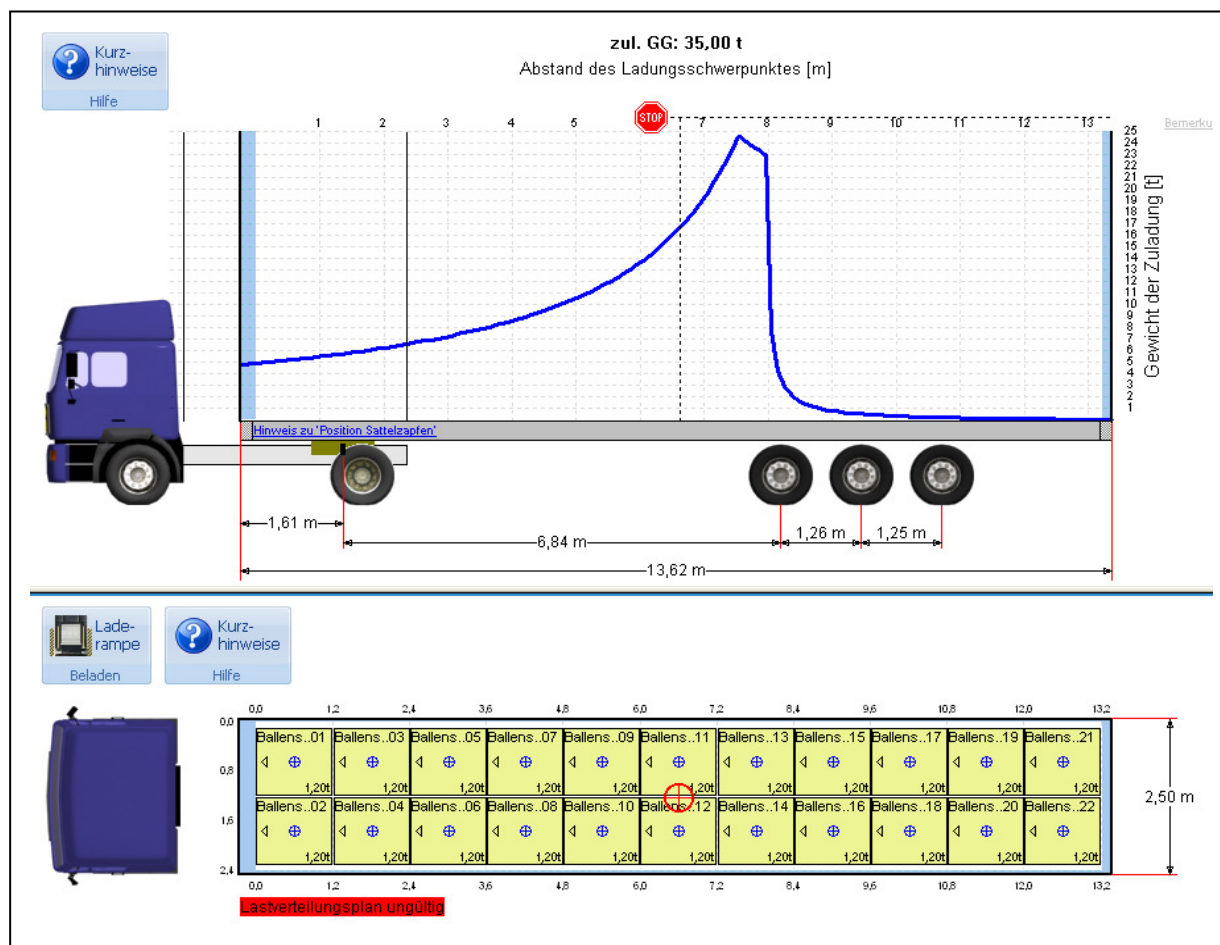 Kurz-
hinweise
Hilfe
zul. GG: 35,00 t
Abstand des Ladungsschwerpunktes [m]
STOP
1 2 3 4 5 7 8 9 10 11 12 13
Bemerku
25
24
23
22
21
20
19
18
17
16
15
14
13
12
11
10
9
8
7
6
5
4
3
2
1
Gewicht der Zuladung [t]
Hinweis zu 'Position Sattelzapfen'
1,61 m
6,84 m
1,26 m
1,25 m
13,62 m
Lade-
rampe
Beladen
Kurz-
hinweise
Hilfe
0,0 1,2 2,4 3,6 4,8 6,0 7,2 8,4 9,6 10,8 12,0 13,2
0,0
0,8
1,6
2,4
Ballens..01 Ballens..03 Ballens..05 Ballens..07 Ballens..09 Ballens..11 Ballens..13 Ballens..15 Ballens..17 Ballens..19 Ballens..21
1,20t 1,20t 1,20t 1,20t 1,20t 1,20t 1,20t 1,20t 1,20t 1,20t 1,20t
Ballens..02 Ballens..04 Ballens..06 Ballens..08 Ballens..10 Ballens..12 Ballens..14 Ballens..16 Ballens..18 Ballens..20 Ballens..22
1,20t 1,20t 1,20t 1,20t 1,20t 1,20t 1,20t 1,20t 1,20t 1,20t 1,20t
2,50 m
0,0 1,2 2,4 3,6 4,8 6,0 7,2 8,4 9,6 10,8 12,0 13,2
Lastverteilungsplan ungültig